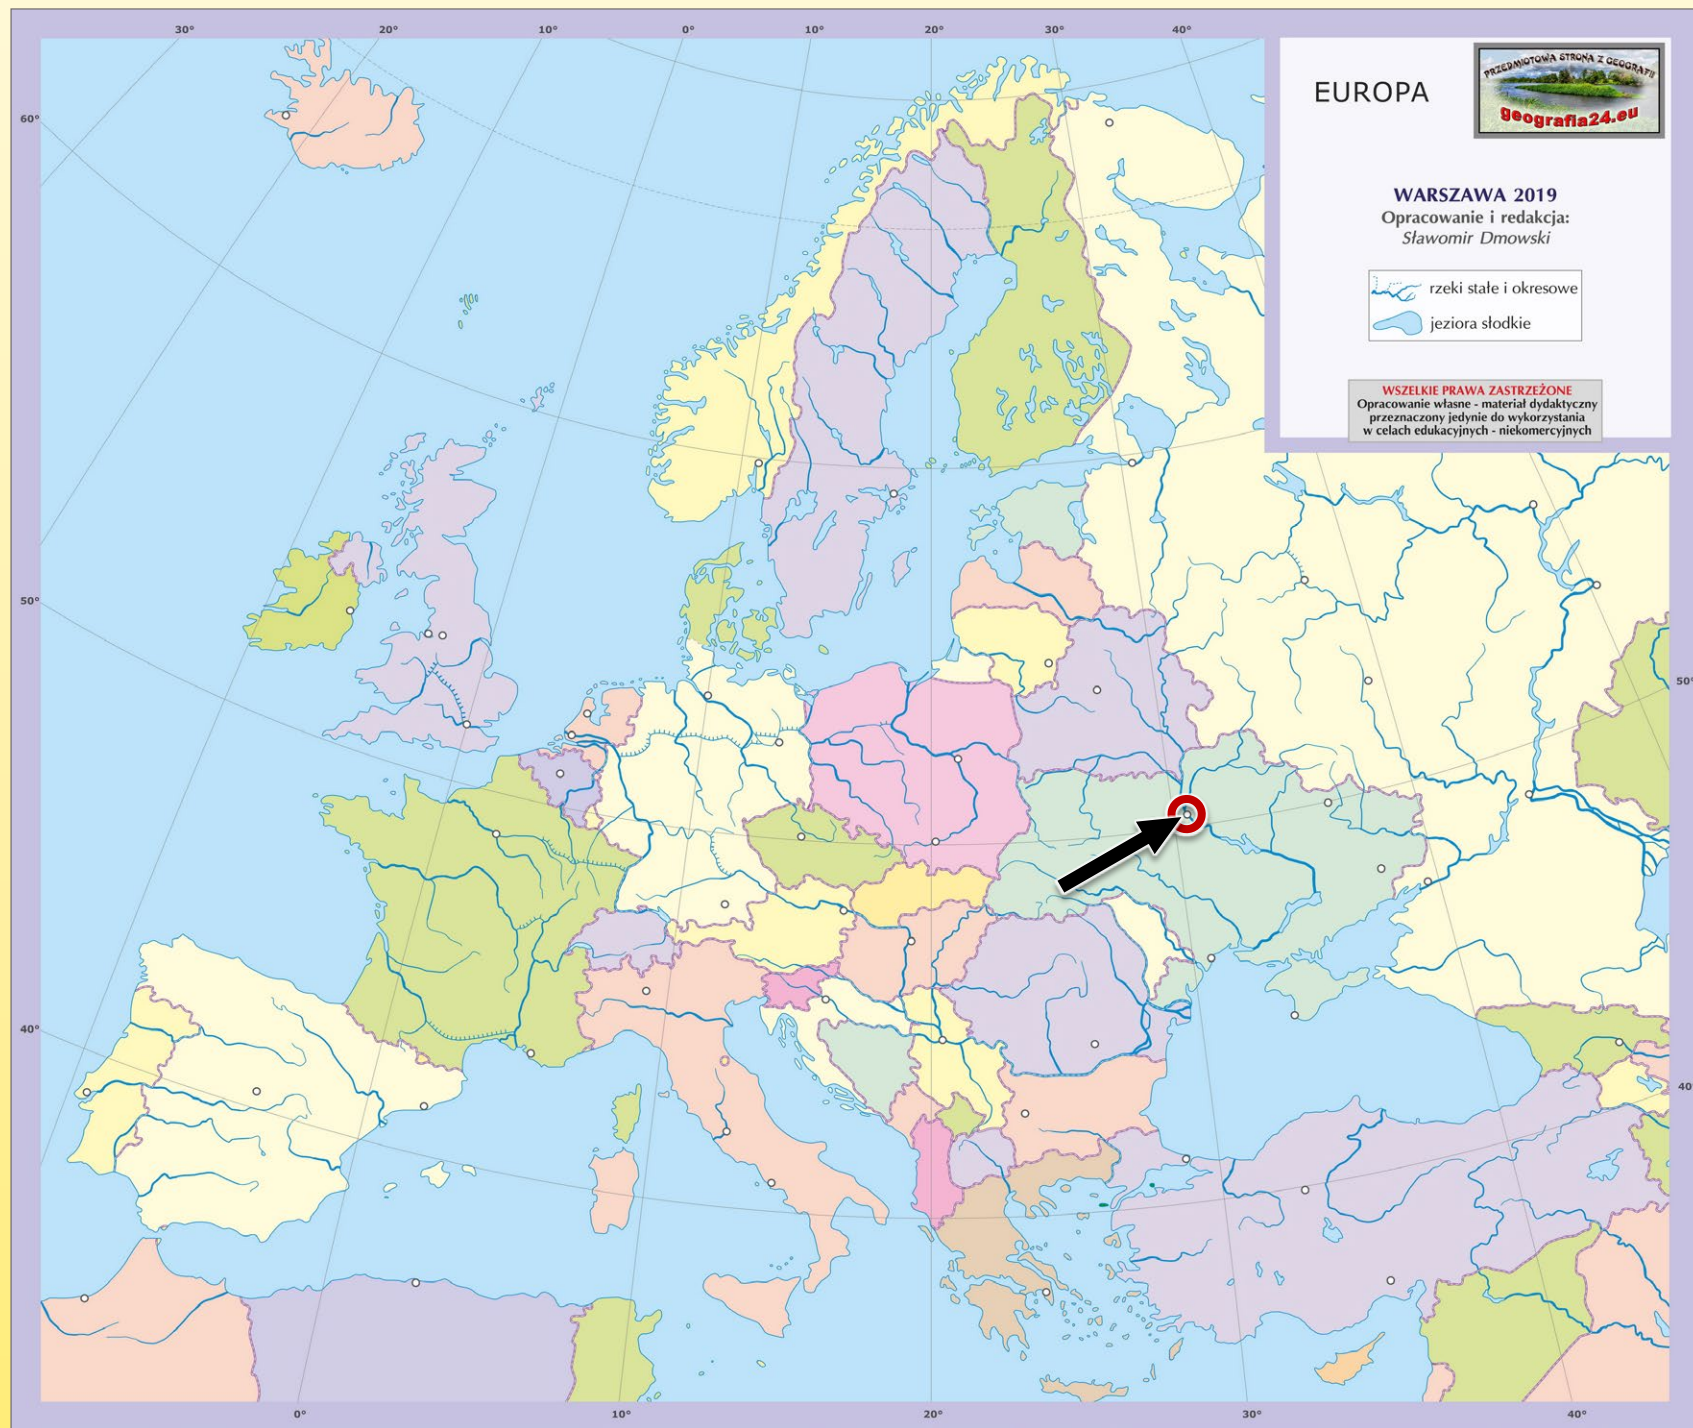 30°
20°
10°
0°
10°
20°
30°
40°
60°
50°
40°
50°
40°
0°
10°
20°
30°
40°
EUROPA
PRZEDMIOTOWA STRONA Z GEOGRAFII
geografia24.eu
WARSZAWA 2019
Opracowanie i redakcja:
Sławomir Dmowski
rzeki stałe i okresowe
jeziora słodkie
WSZELKIE PRAWA ZASTRZEŻONE
Opracowanie własne - materiał dydaktyczny
przeznaczony jedynie do wykorzystania
w celach edukacyjnych - niekomercyjnych